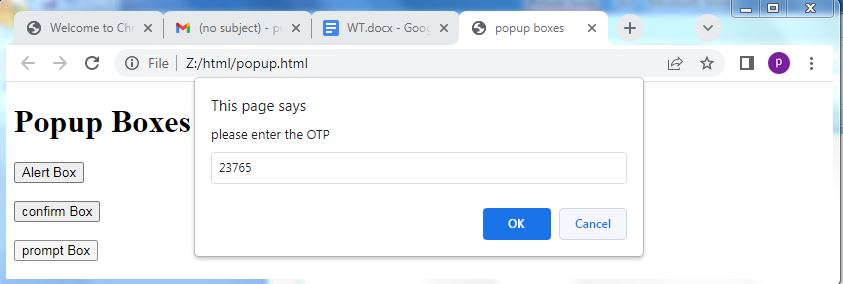 Welcome to Chr
(no subject) - p
WT.docx - Goog
popup boxes
File
Z:/html/popup.html
p
Popup Boxes
Alert Box
confirm Box
prompt Box
This page says
please enter the OTP
23765
OK
Cancel